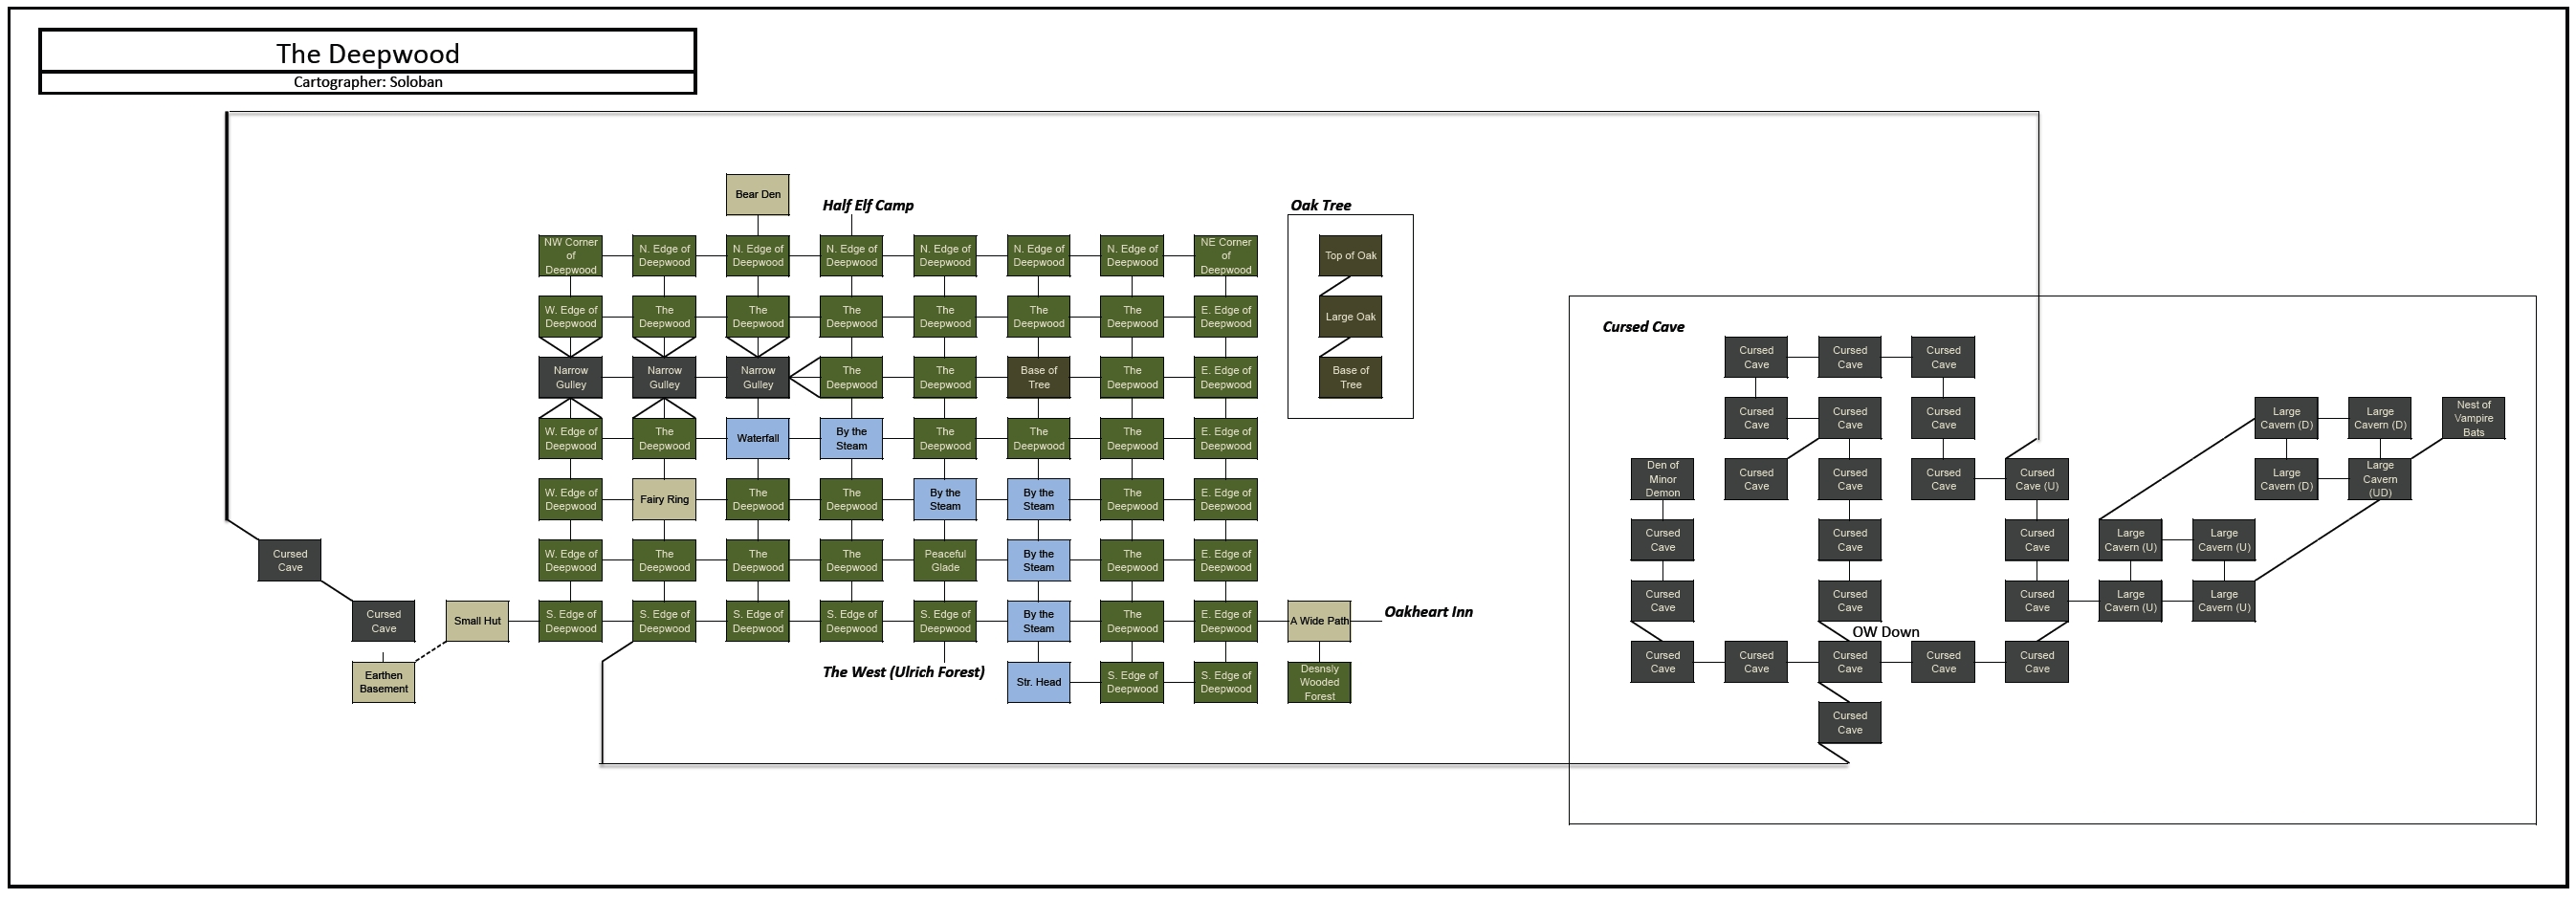 The Deepwood
Cartographer: Soloban
Bear Den
Half Elf Camp
Oak Tree
NW Corner
of
Deepwood
N. Edge of
Deepwood
N. Edge of
Deepwood
N. Edge of
Deepwood
N. Edge of
Deepwood
N. Edge of
Deepwood
N. Edge of
Deepwood
NE Corner
of
Deepwood
Top of Oak
W. Edge of
Deepwood
The
Deepwood
The
Deepwood
The
Deepwood
The
Deepwood
The
Deepwood
The
Deepwood
E. Edge of
Deepwood
Large Oak
Narrow
Gulley
Narrow
Gulley
Narrow
Gulley
The
Deepwood
The
Deepwood
Base of
Tree
The
Deepwood
E. Edge of
Deepwood
Base of
Tree
W. Edge of
Deepwood
The
Deepwood
Waterfall
By the
Steam
The
Deepwood
The
Deepwood
The
Deepwood
E. Edge of
Deepwood
W. Edge of
Deepwood
Fairy Ring
The
Deepwood
The
Deepwood
By the
Steam
By the
Steam
The
Deepwood
E. Edge of
Deepwood
Cursed
Cave
W. Edge of
Deepwood
The
Deepwood
The
Deepwood
The
Deepwood
Peaceful
Glade
By the
Steam
The
Deepwood
E. Edge of
Deepwood
Cursed
Cave
Small Hut
S. Edge of
Deepwood
S. Edge of
Deepwood
S. Edge of
Deepwood
S. Edge of
Deepwood
S. Edge of
Deepwood
By the
Steam
The
Deepwood
E. Edge of
Deepwood
A Wide Path
Oakheart Inn
Earthen
Basement
The West (Ulrich Forest)
Str. Head
S. Edge of
Deepwood
S. Edge of
Deepwood
Desnsly
Wooded
Forest
Cursed Cave
Cursed
Cave
Cursed
Cave
Cursed
Cave
Cursed
Cave
Cursed
Cave
Cursed
Cave
Large
Cavern (D)
Large
Cavern (D)
Nest of
Vampire
Bats
Den of
Minor
Demon
Cursed
Cave
Cursed
Cave
Cursed
Cave
Cursed
Cave (U)
Large
Cavern (D)
Large
Cavern
(UD)
Cursed
Cave
Cursed
Cave
Cursed
Cave
Large
Cavern (U)
Large
Cavern (U)
Cursed
Cave
Cursed
Cave
Cursed
Cave
Large
Cavern (U)
Large
Cavern (U)
OW Down
Cursed
Cave
Cursed
Cave
Cursed
Cave
Cursed
Cave
Cursed
Cave
Cursed
Cave